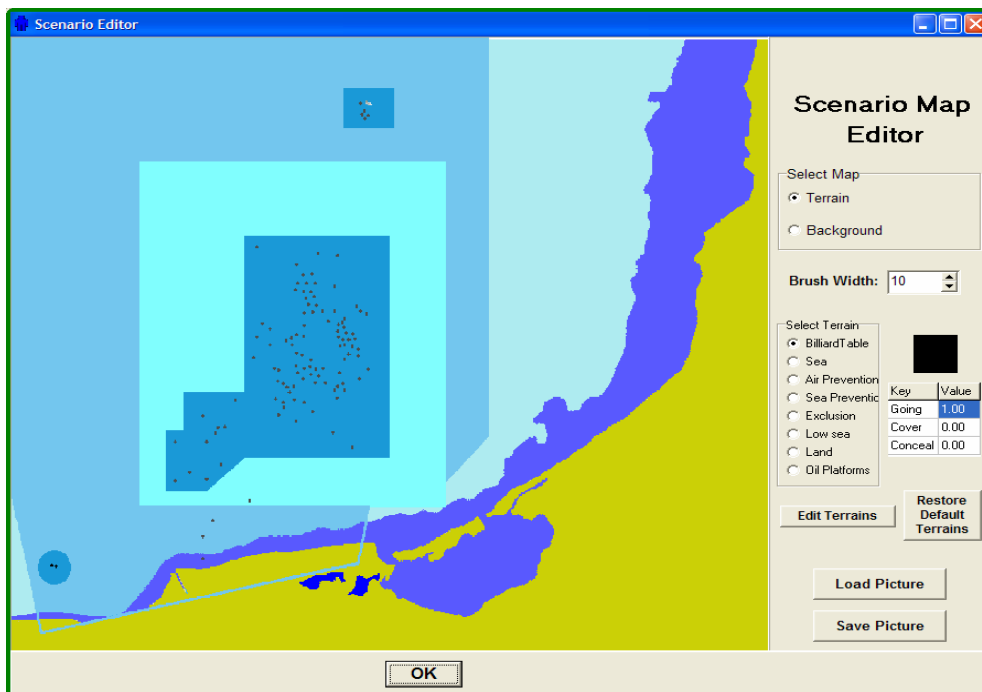 Scenario Editor
Scenario Map
Editor
Select Map
Terrain
Background
Brush Width: 10
Select Terrain
BilliardTable
Sea
Air Prevention
Sea Preventic
Exclusion
Low sea
Land
Oil Platforms
Key Value
Going 1.00
Cover 0.00
Conceal 0.00
Edit Terrains
Restore
Default
Terrains
Load Picture
Save Picture
OK